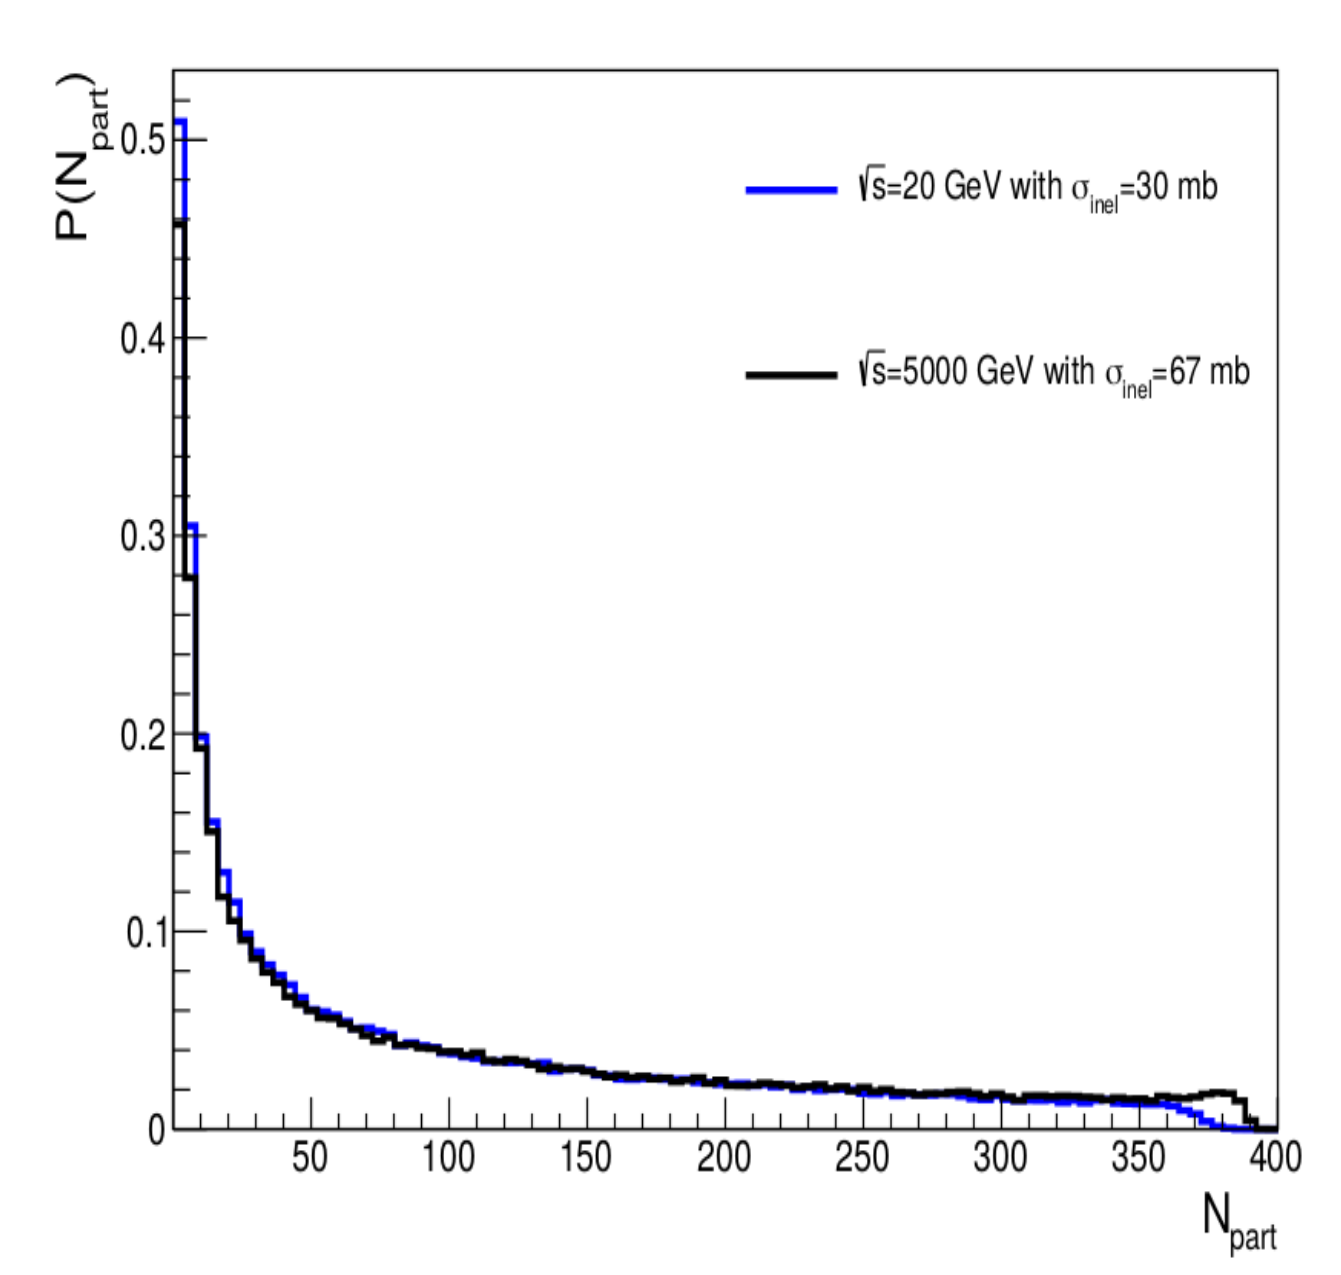 P(N_part)
0.5
0.4
0.3
0.2
0.1
0
√s=20 GeV with σ_inel=30 mb
√s=5000 GeV with σ_inel=67 mb
50 100 150 200 250 300 350 400
N_part